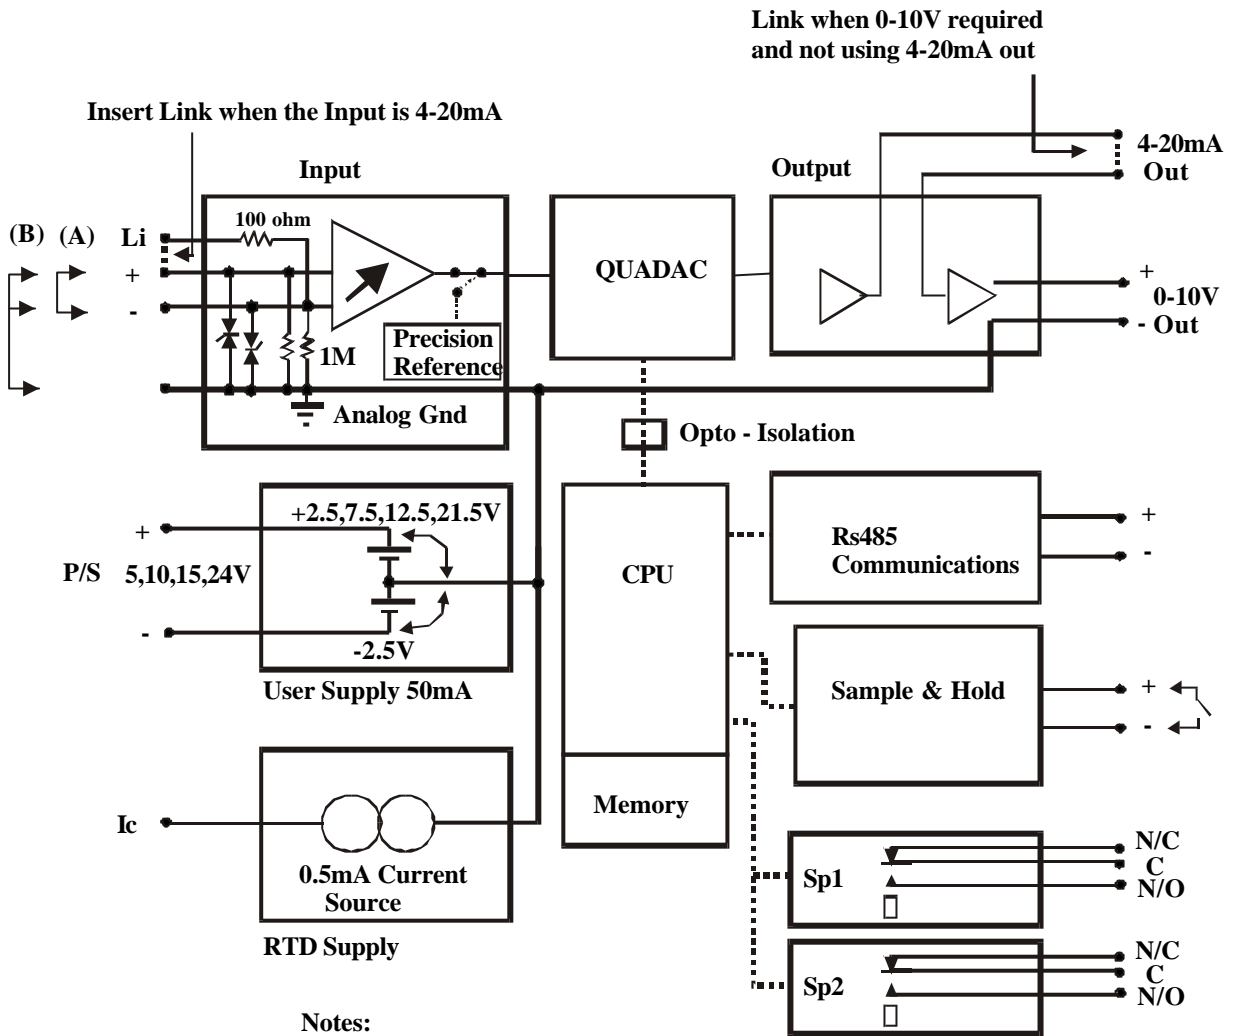 Link when 0-10V required
and not using 4-20mA out
Insert Link when the Input is 4-20mA
Input
Output
4-20mA
Out
(B)
(A)
Li
+
-
100 ohm
1M
Precision
Reference
Analog Gnd
QUADAC
+
0-10V
- Out
Opto - Isolation
+
P/S
5,10,15,24V
-
+2.5,7.5,12.5,21.5V
-2.5V
User Supply 50mA
CPU
Memory
Rs485
Communications
+
-
Sample & Hold
+
-
Ic
0.5mA Current
Source
RTD Supply
Sp1
N/C
C
N/O
Sp2
N/C
C
N/O
Notes: